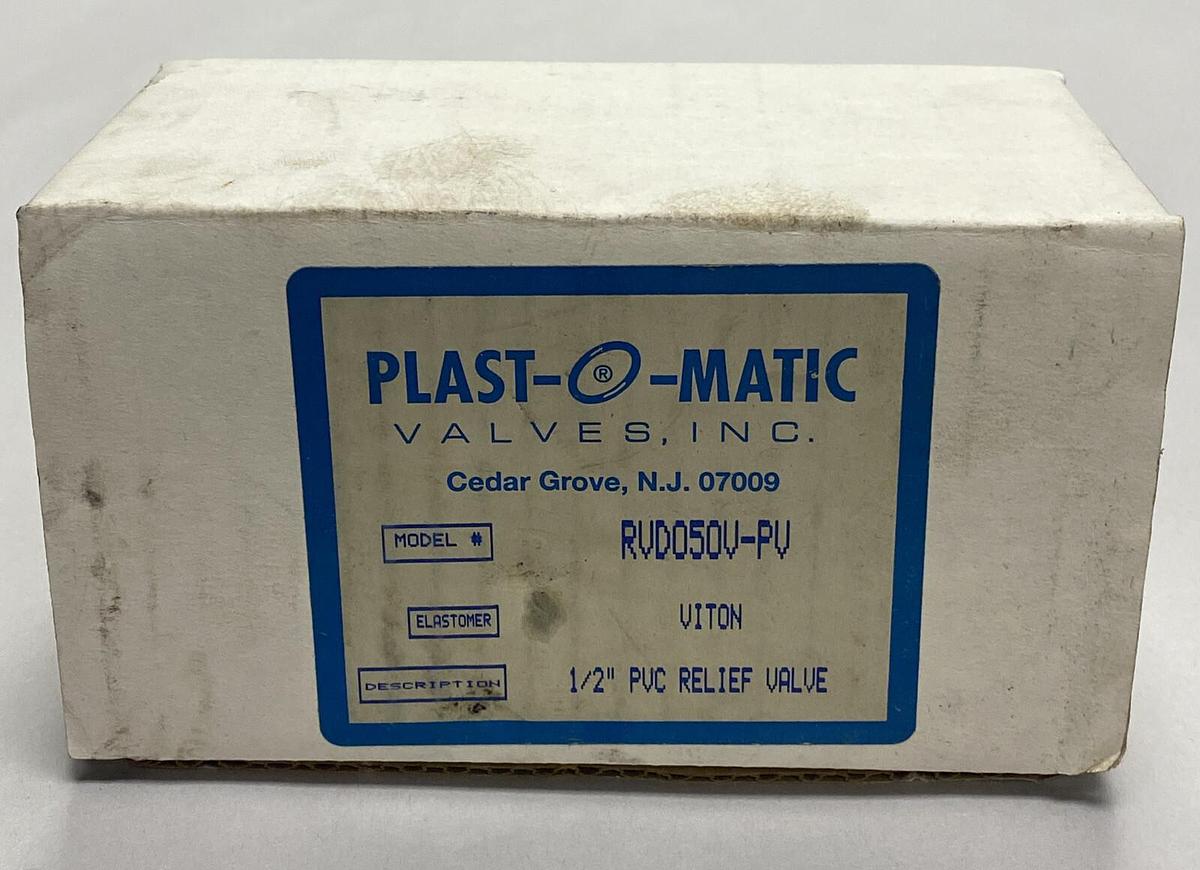 PLAST-O®-MATIC
VALVES, INC.
Cedar Grove, N.J. 07009
MODEL # RVD050V-PV
ELASTOMER VITON
DESCRIPTION 1/2" PVC RELIEF VALVE